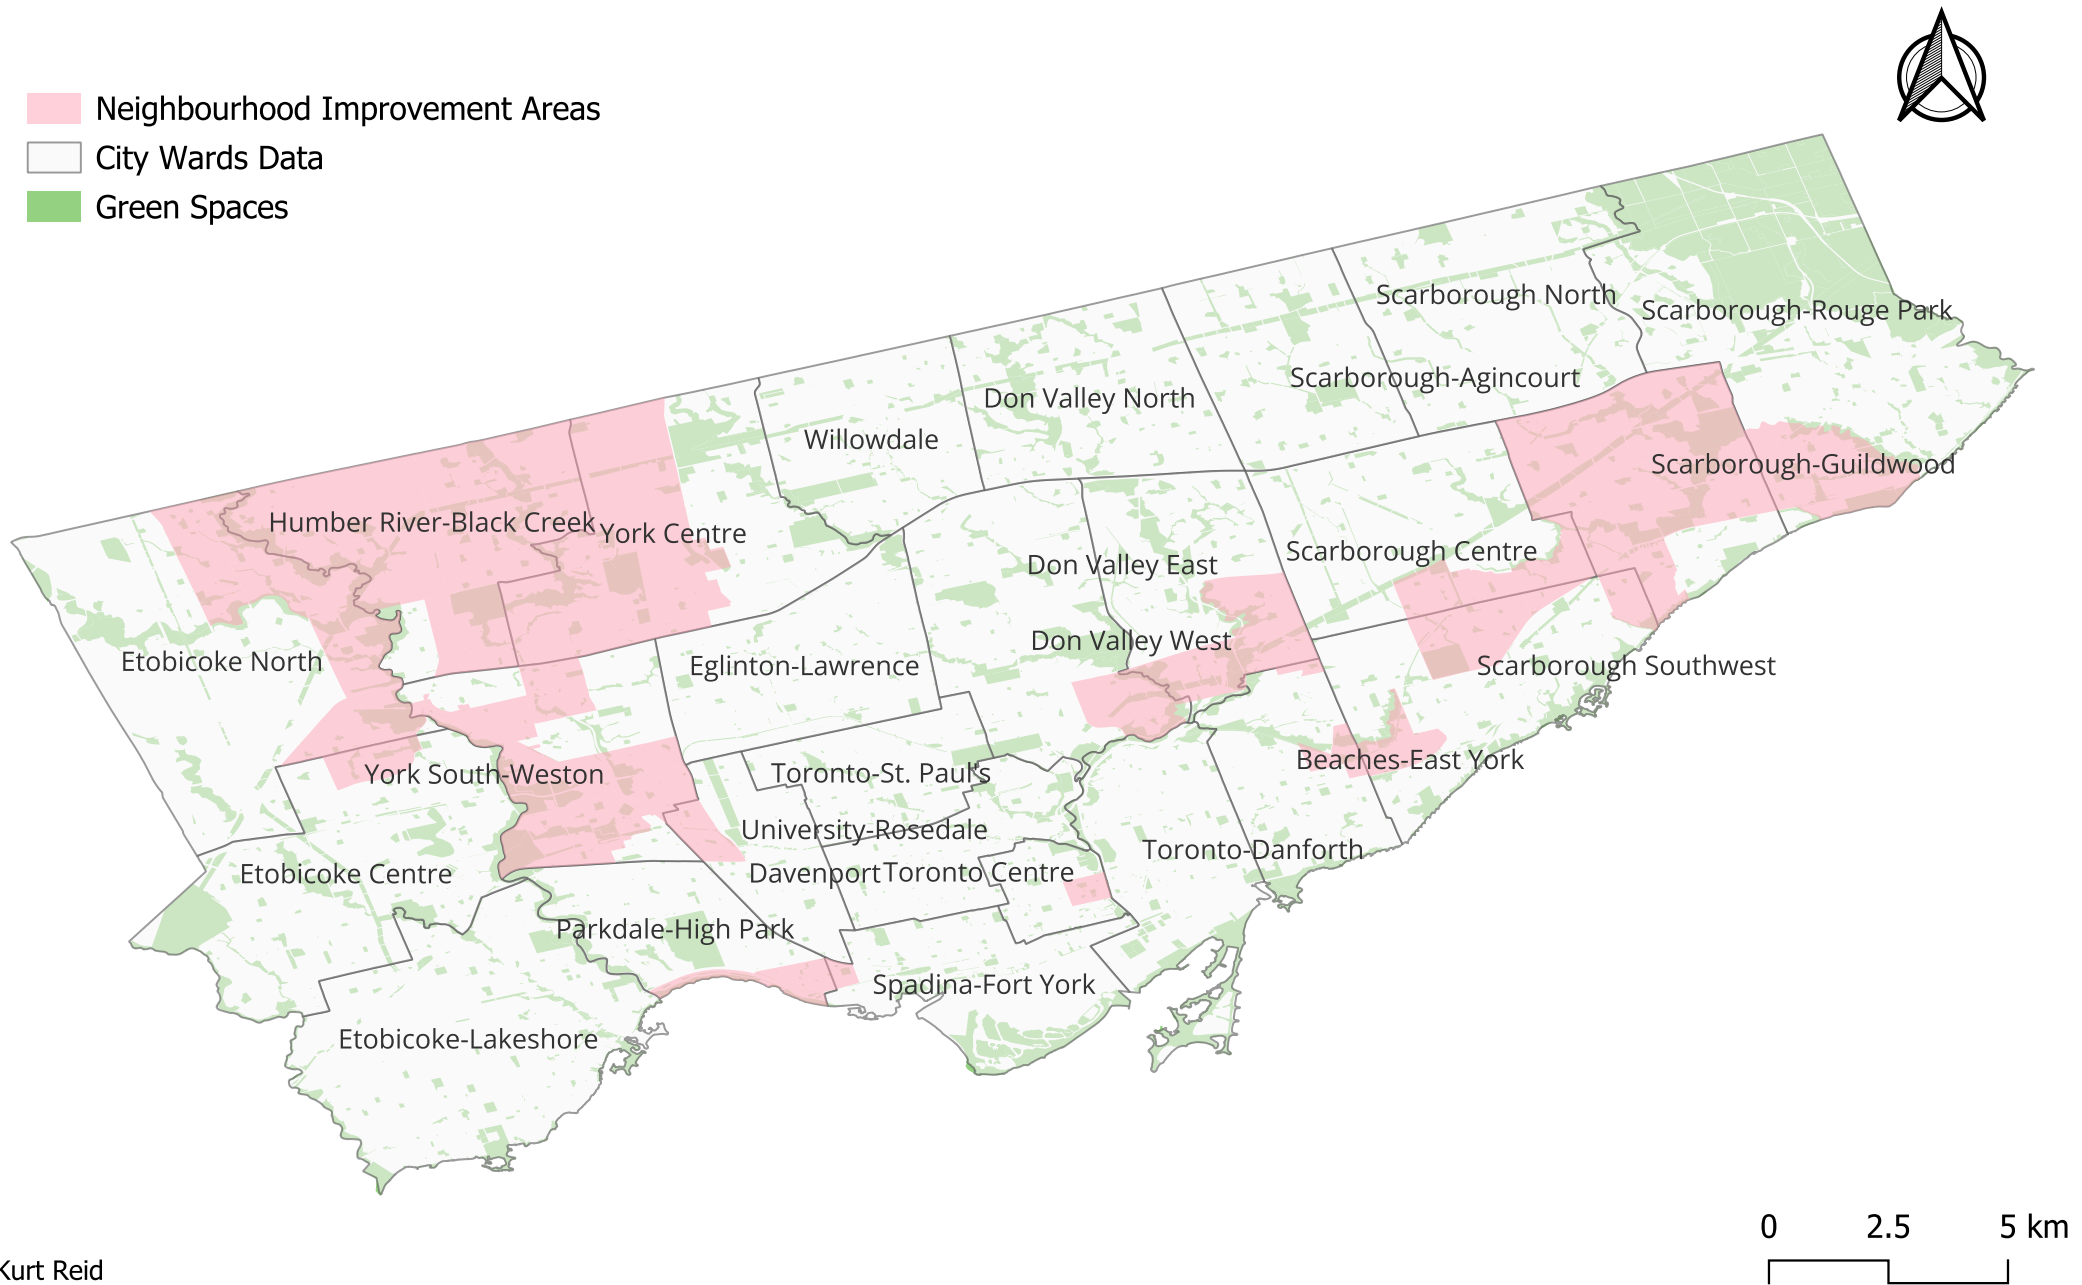 Neighbourhood Improvement Areas
City Wards Data
Green Spaces
Scarborough North
Scarborough-Rouge Park
Scarborough-Agincourt
Don Valley North
Willowdale
Scarborough-Guildwood
Humber River-Black Creek
York Centre
Scarborough Centre
Don Valley East
Don Valley West
Etobicoke North
Eglinton-Lawrence
Scarborough Southwest
Beaches-East York
York South-Weston
Toronto-St. Paul's
University-Rosedale
Toronto-Danforth
Etobicoke Centre
Davenport
Toronto Centre
Parkdale-High Park
Spadina-Fort York
Etobicoke-Lakeshore
0 2.5 5 km
Kurt Reid